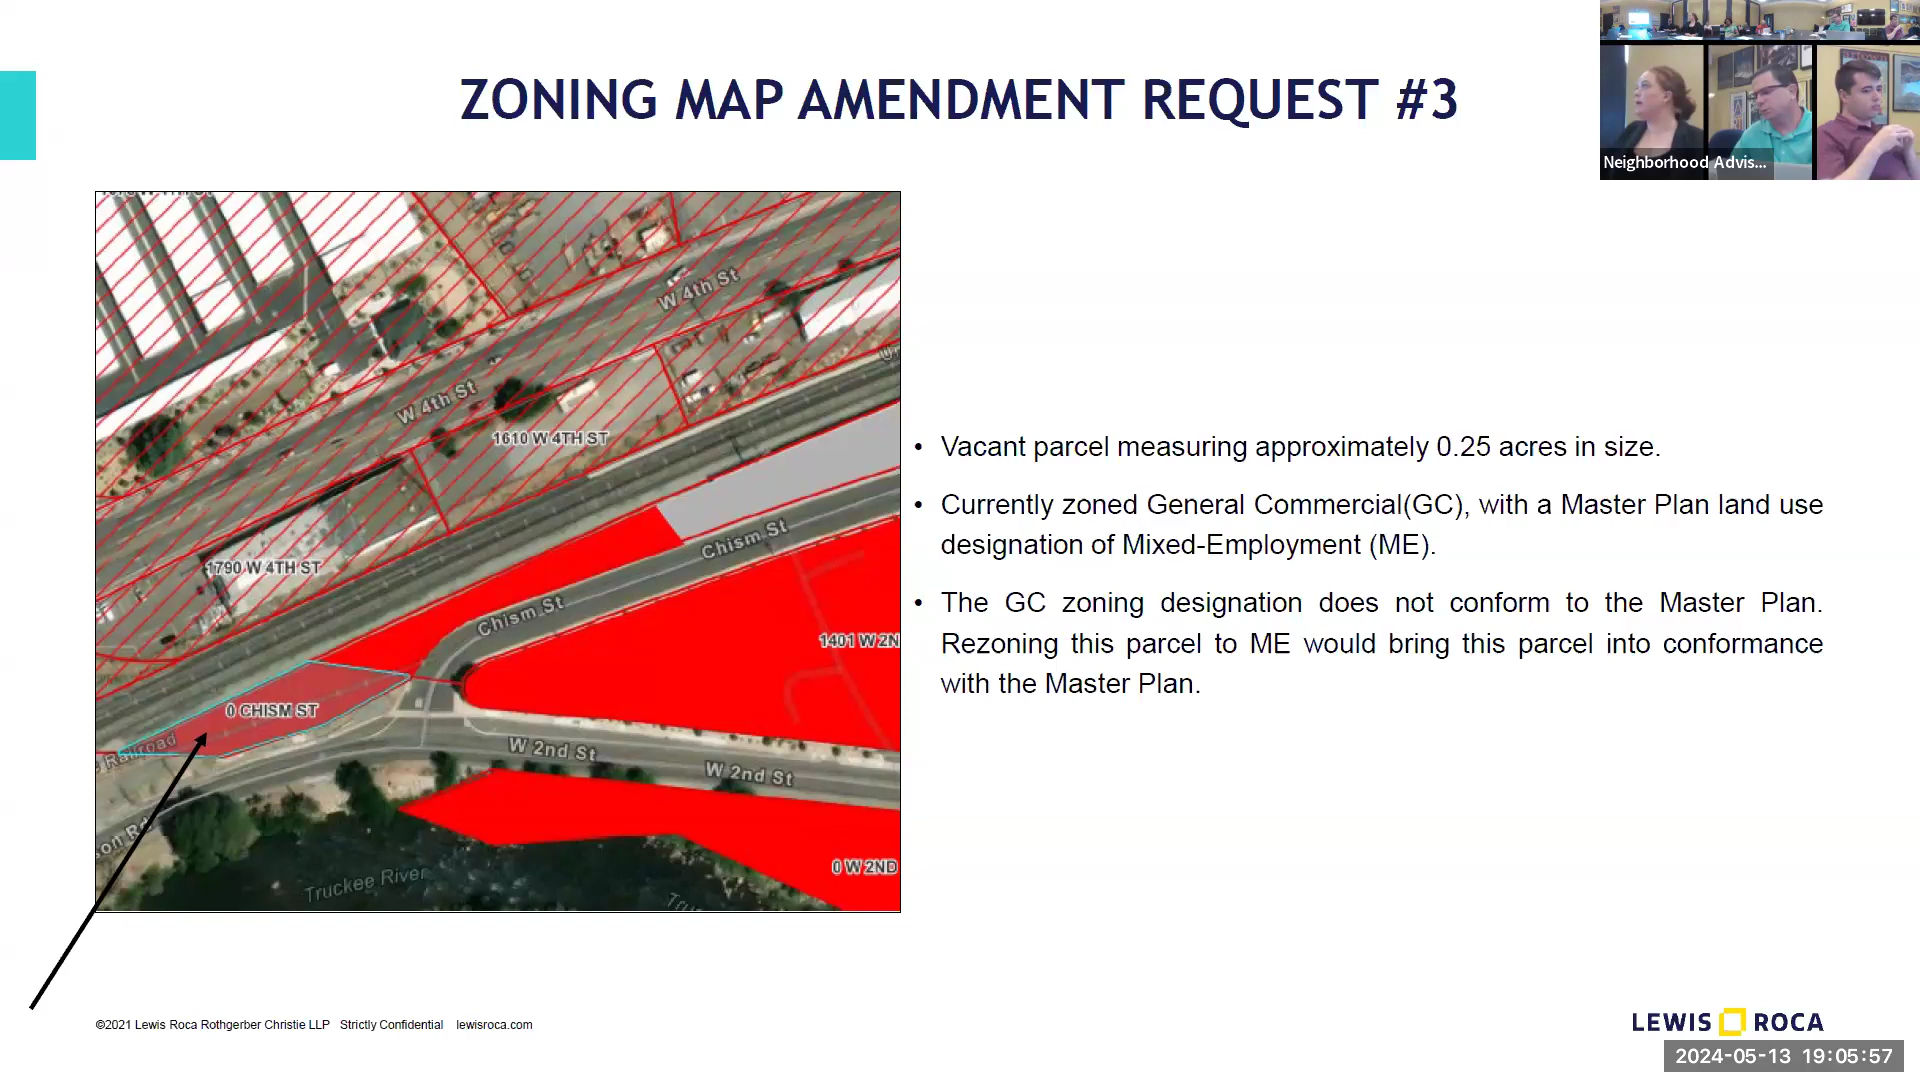 ZONING MAP AMENDMENT REQUEST #3
Neighborhood Advis...
W 4th St
W 4th St
1610 W 4TH ST
1790 W 4TH ST
Chism St
Chism St
1401 W 2N
0 CHISM ST
Railroad
W 2nd St
W 2nd St
son Rd
0 W 2ND
Truckee River
Tru
• Vacant parcel measuring approximately 0.25 acres in size.
• Currently zoned General Commercial(GC), with a Master Plan land use
designation of Mixed-Employment (ME).
• The GC zoning designation does not conform to the Master Plan.
Rezoning this parcel to ME would bring this parcel into conformance
with the Master Plan.
©2021 Lewis Roca Rothgerber Christie LLP Strictly Confidential lewisroca.com
LEWIS ROCA
2024-05-13 19:05:57